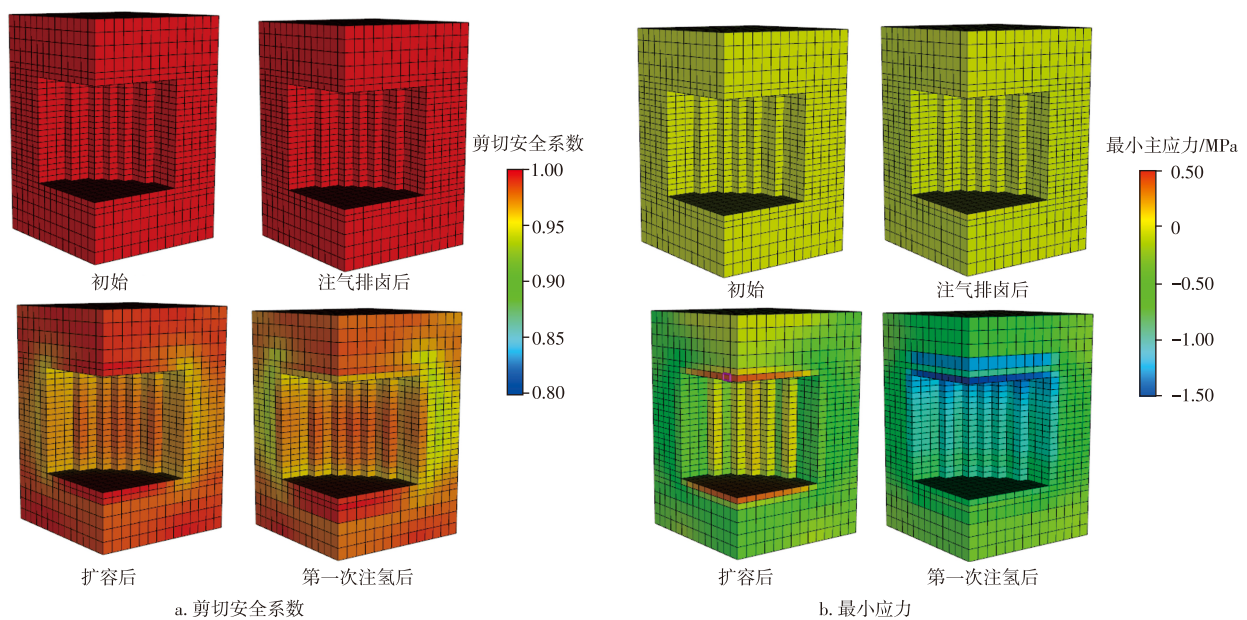 剪切安全系数
1.00
0.95
0.90
0.85
0.80
初始
注气排卤后
扩容后
第一次注氢后
a. 剪切安全系数
最小主应力/MPa
0.50
0
−0.50
−1.00
−1.50
初始
注气排卤后
扩容后
第一次注氢后
b. 最小应力